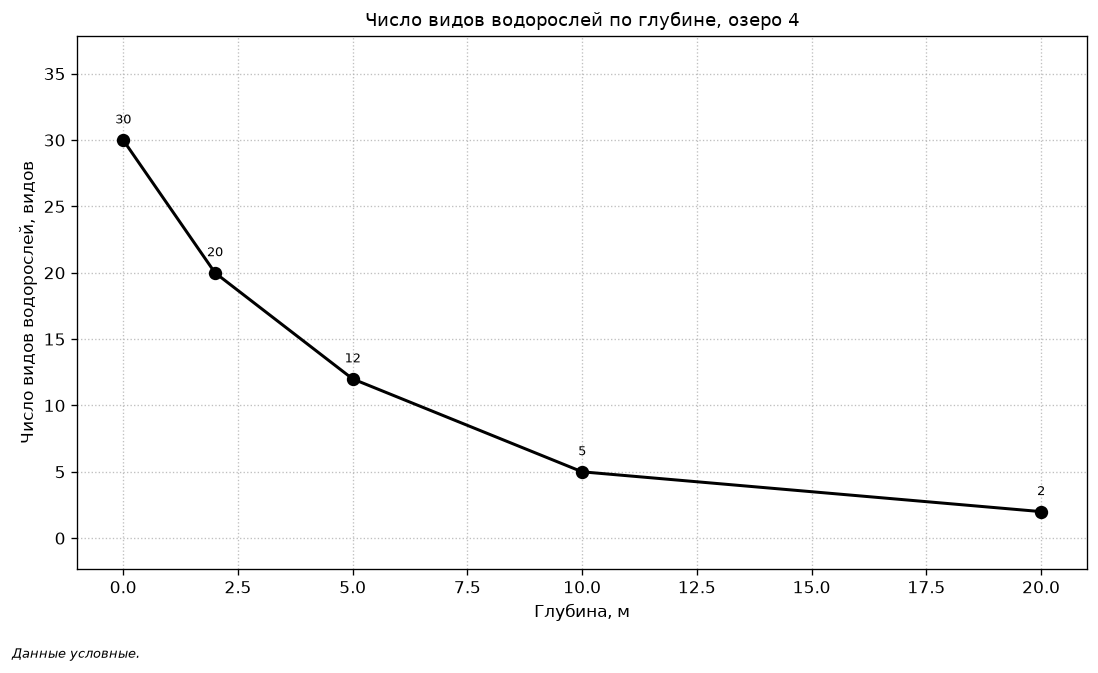 Число видов водорослей по глубине, озеро 4
Число видов водорослей, видов
35
30
25
20
15
10
5
0
30
20
12
5
2
0.0 2.5 5.0 7.5 10.0 12.5 15.0 17.5 20.0
Глубина, м
Данные условные.